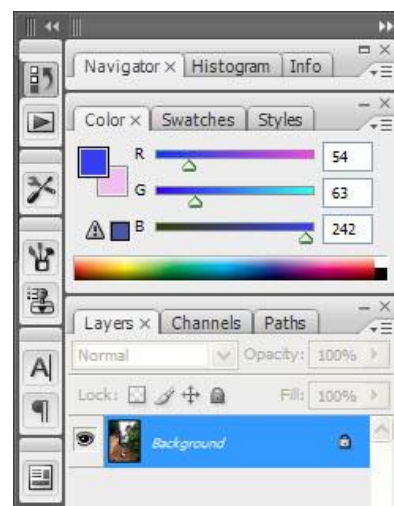 Navigator × Histogram Info
Color × Swatches Styles
R 54
G 63
B 242
Layers × Channels Paths
Normal Opacity: 100%
Lock: Fill: 100%
Background